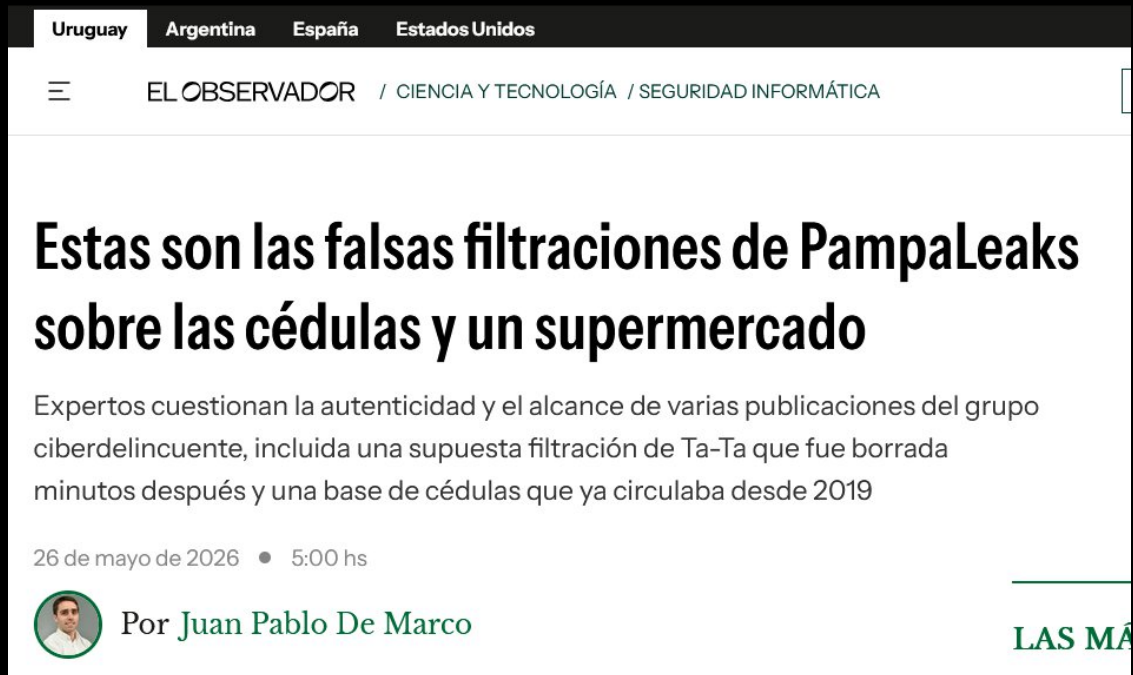 Uruguay Argentina España Estados Unidos
EL OBSERVADOR / CIENCIA Y TECNOLOGÍA / SEGURIDAD INFORMÁTICA
Estas son las falsas filtraciones de PampaLeaks
sobre las cédulas y un supermercado
Expertos cuestionan la autenticidad y el alcance de varias publicaciones del grupo
ciberdelincuente, incluida una supuesta filtración de Ta-Ta que fue borrada
minutos después y una base de cédulas que ya circulaba desde 2019
26 de mayo de 2026 ● 5:00 hs
Por Juan Pablo De Marco
LAS MÁ